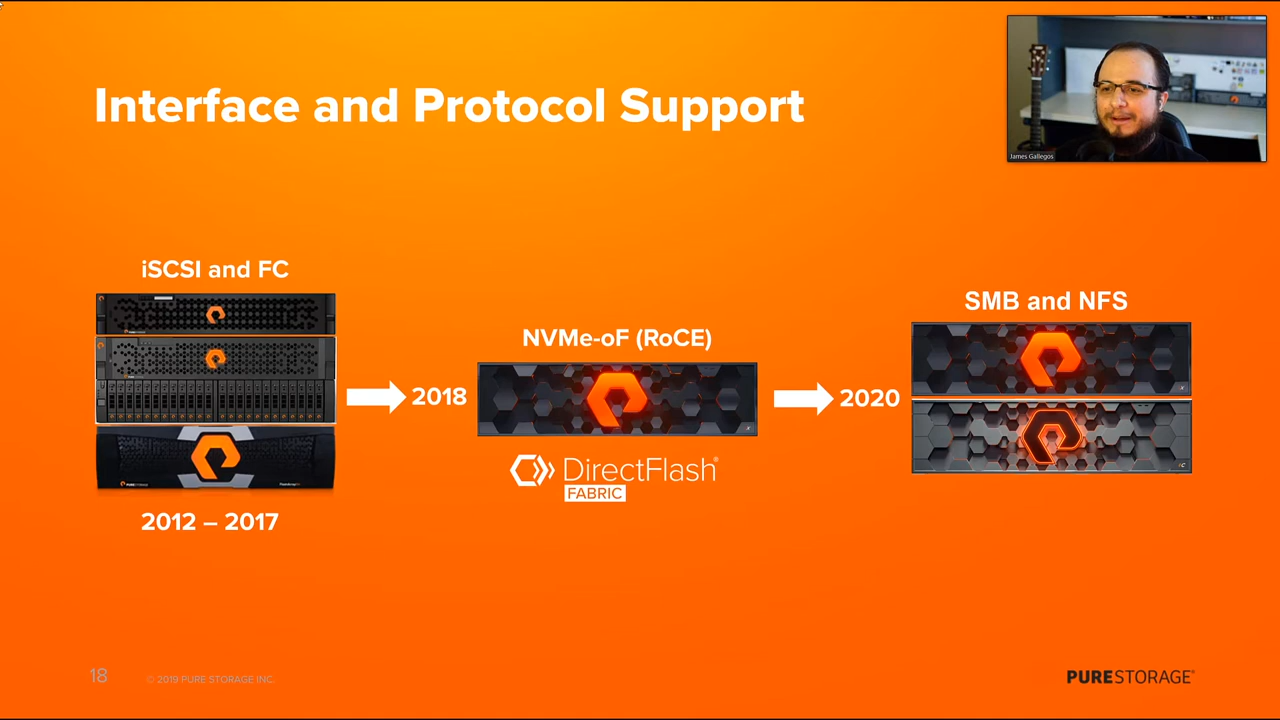 Interface and Protocol Support
James Gallegos
iSCSI and FC
2012 – 2017
2018
NVMe-oF (RoCE)
DirectFlash®
FABRIC
2020
SMB and NFS
18
© 2019 PURE STORAGE INC.
PURESTORAGE®